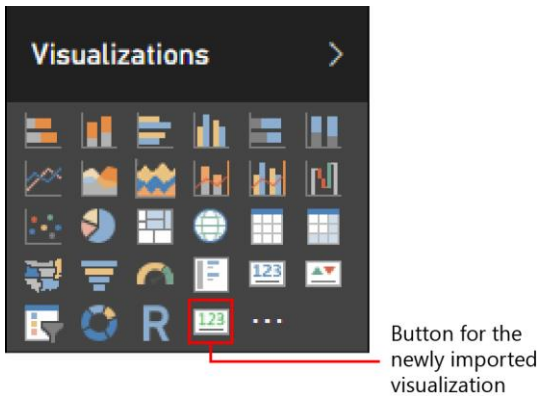 Visualizations
123
R
123
Button for the
newly imported
visualization